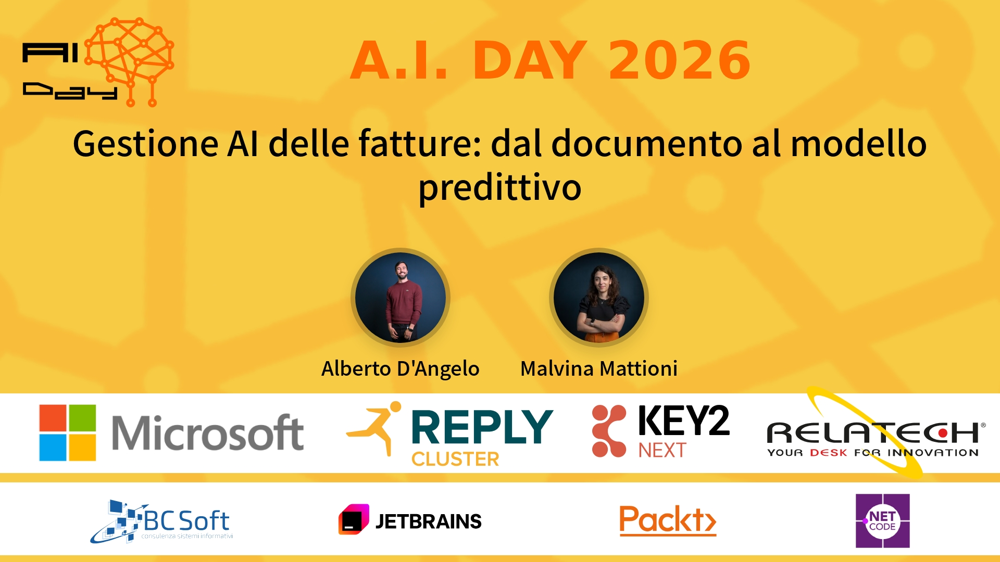 AI
Day
A.I. DAY 2026
Gestione AI delle fatture: dal documento al modello
predittivo
Alberto D'Angelo
Malvina Mattioni
Microsoft
REPLY
CLUSTER
KEY2
NEXT
RELATECH®
YOUR DESK FOR INNOVATION
BC Soft
consulenza sistemi informativi
JETBRAINS
Packt>
.NET
CODE